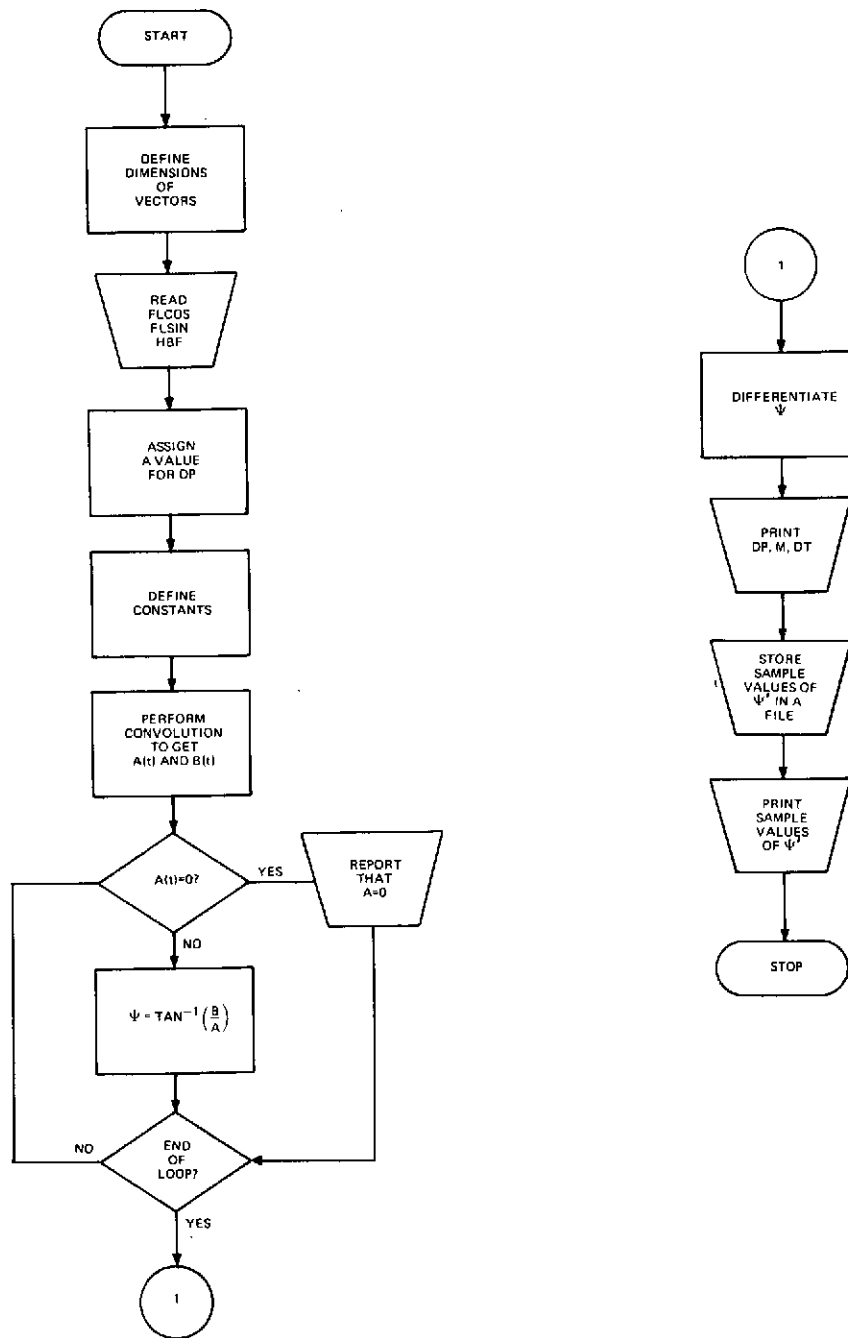 START
DEFINE
DIMENSIONS
OF
VECTORS
READ
FLCOS
FLSIN
HBF
ASSIGN
A VALUE
FOR DP
DEFINE
CONSTANTS
PERFORM
CONVOLUTION
TO GET
A(t) AND B(t)
A(t)=0?
YES
REPORT
THAT
A=0
NO
Ψ = TAN⁻¹ (B/A)
NO
END
OF
LOOP?
YES
1
1
DIFFERENTIATE
Ψ
PRINT
DP, M, DT
STORE
SAMPLE
VALUES OF
Ψ' IN A
FILE
PRINT
SAMPLE
VALUES
OF Ψ'
STOP